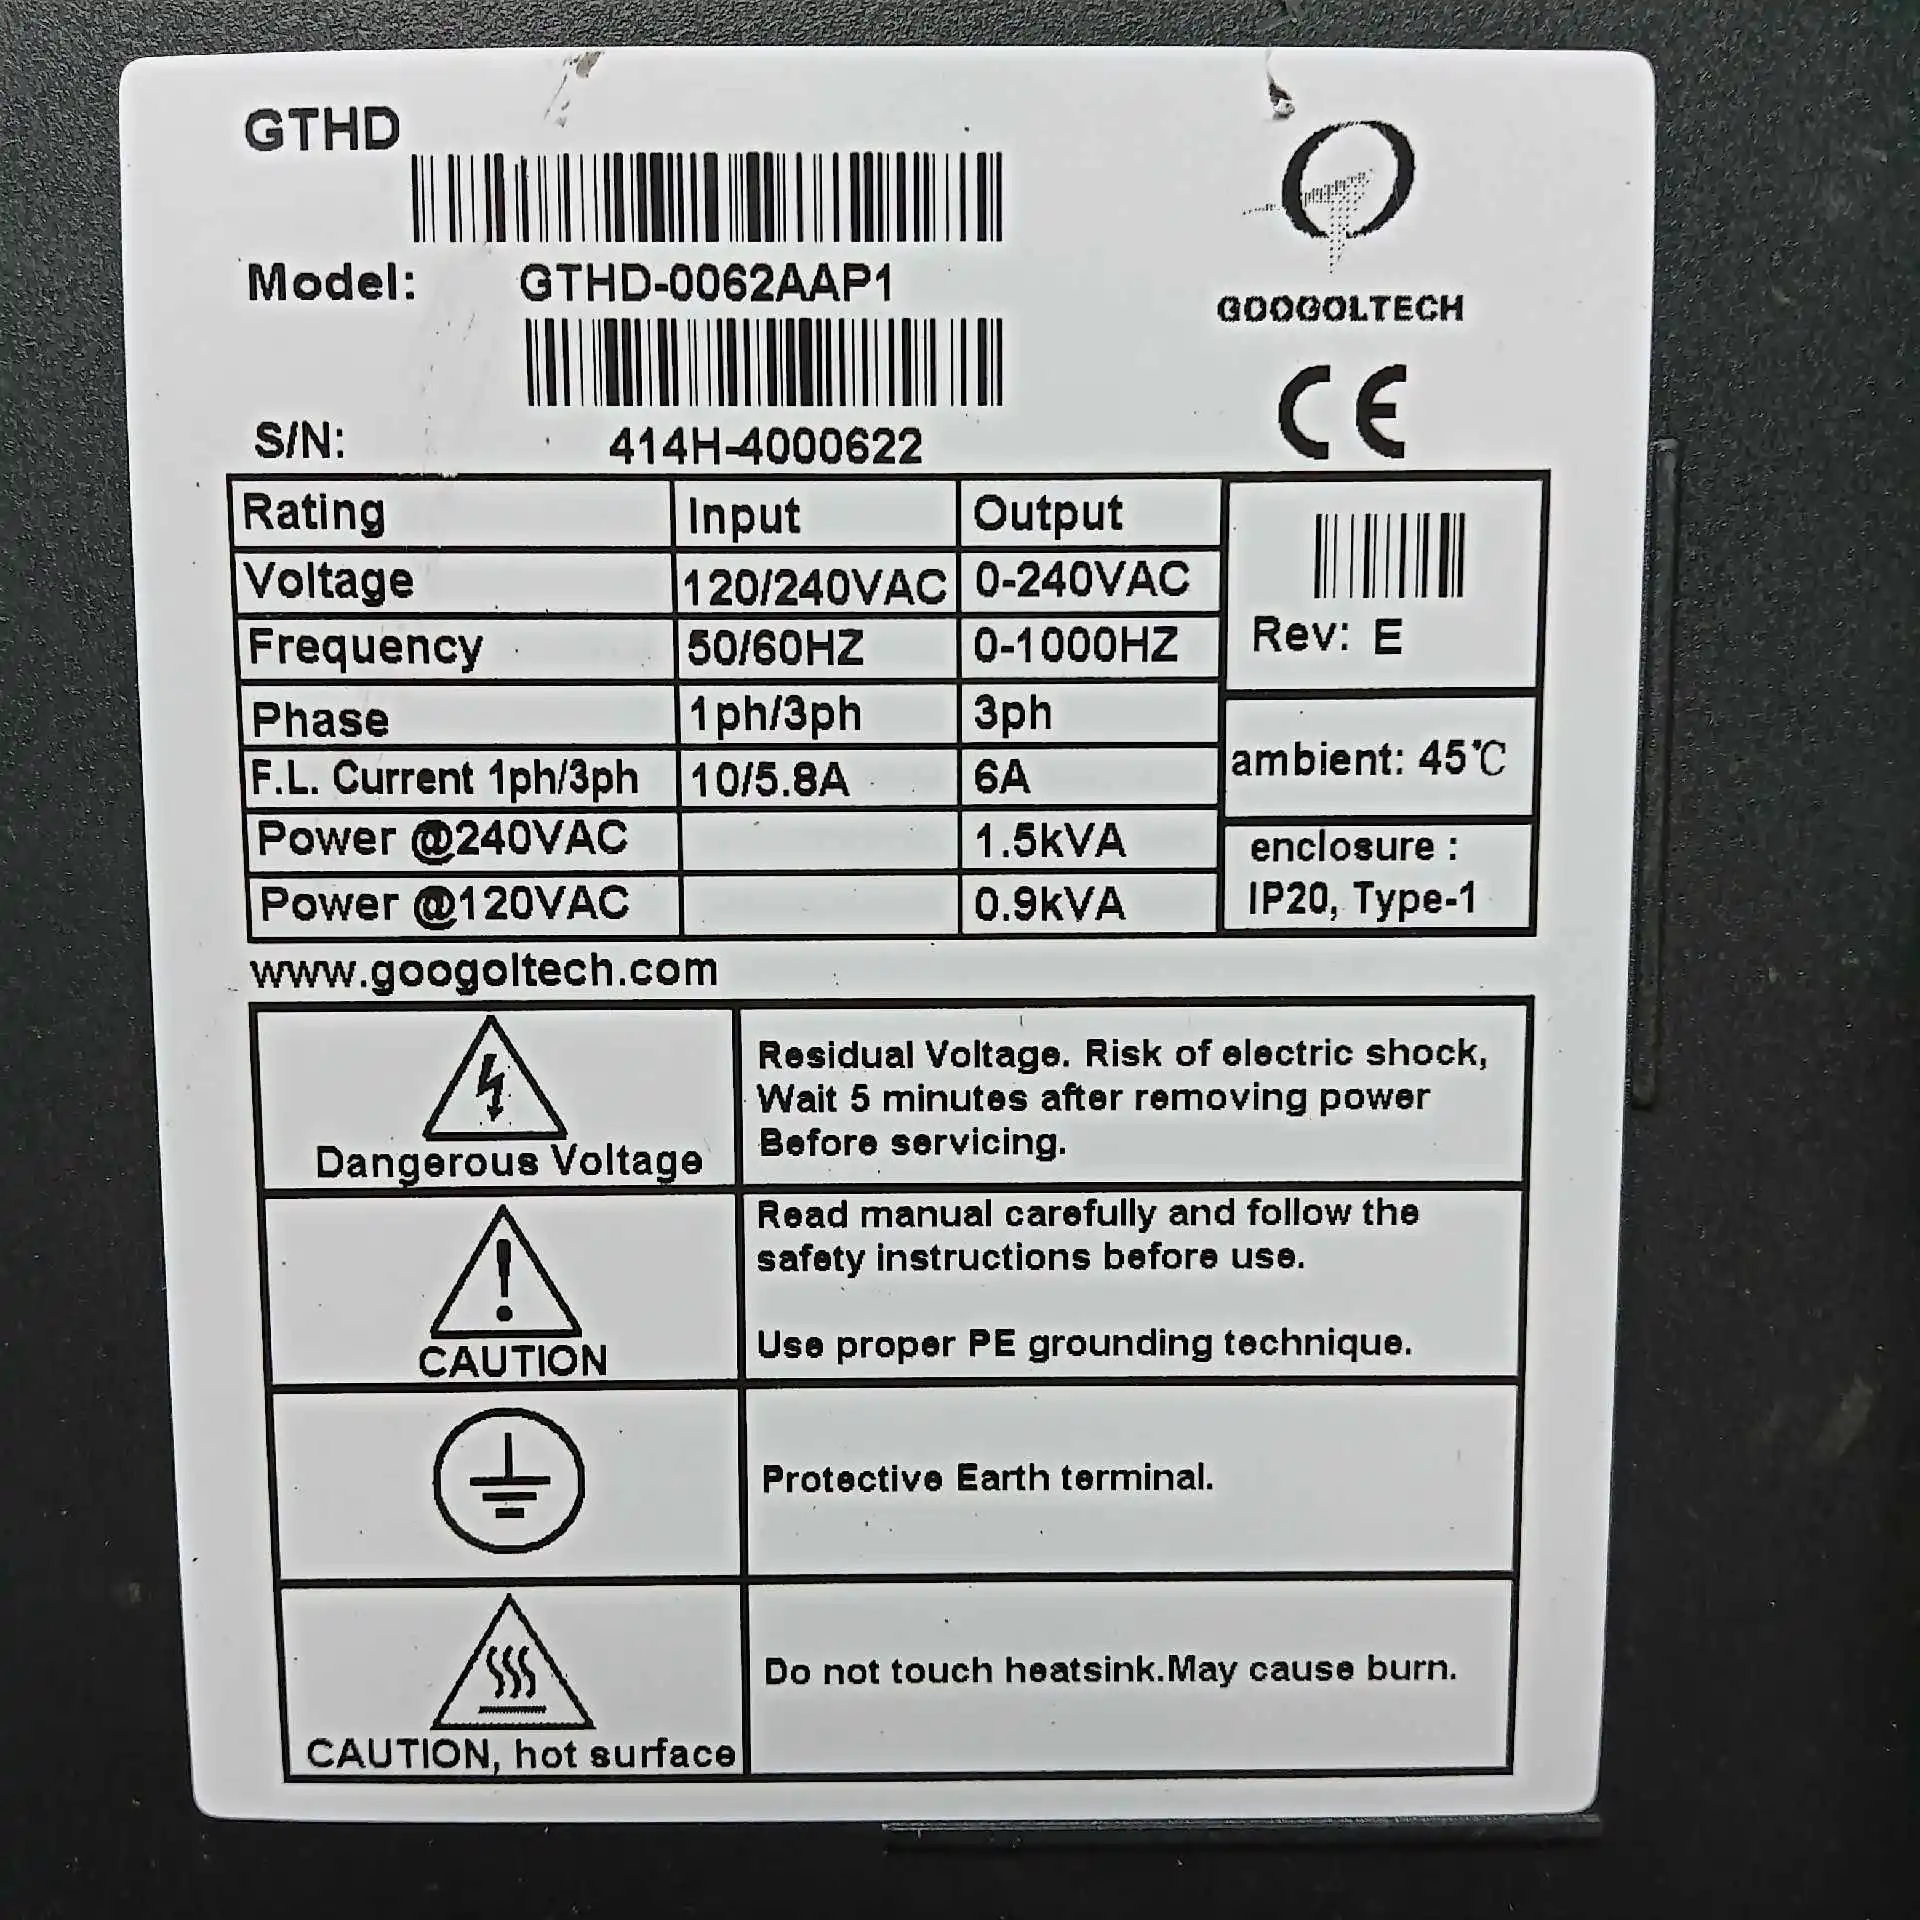 GTHD
GOOGOLTECH
Model: GTHD-0062AAP1
CE
S/N: 414H-4000622
Rating Input Output
Voltage 120/240VAC 0-240VAC
Frequency 50/60HZ 0-1000HZ
Rev: E
Phase 1ph/3ph 3ph
F.L. Current 1ph/3ph 10/5.8A 6A
ambient: 45℃
Power @240VAC 1.5kVA
Power @120VAC 0.9kVA
enclosure :
IP20, Type-1
www.googoltech.com
Dangerous Voltage
Residual Voltage. Risk of electric shock,
Wait 5 minutes after removing power
Before servicing.
CAUTION
Read manual carefully and follow the
safety instructions before use.
Use proper PE grounding technique.
Protective Earth terminal.
CAUTION, hot surface
Do not touch heatsink.May cause burn.